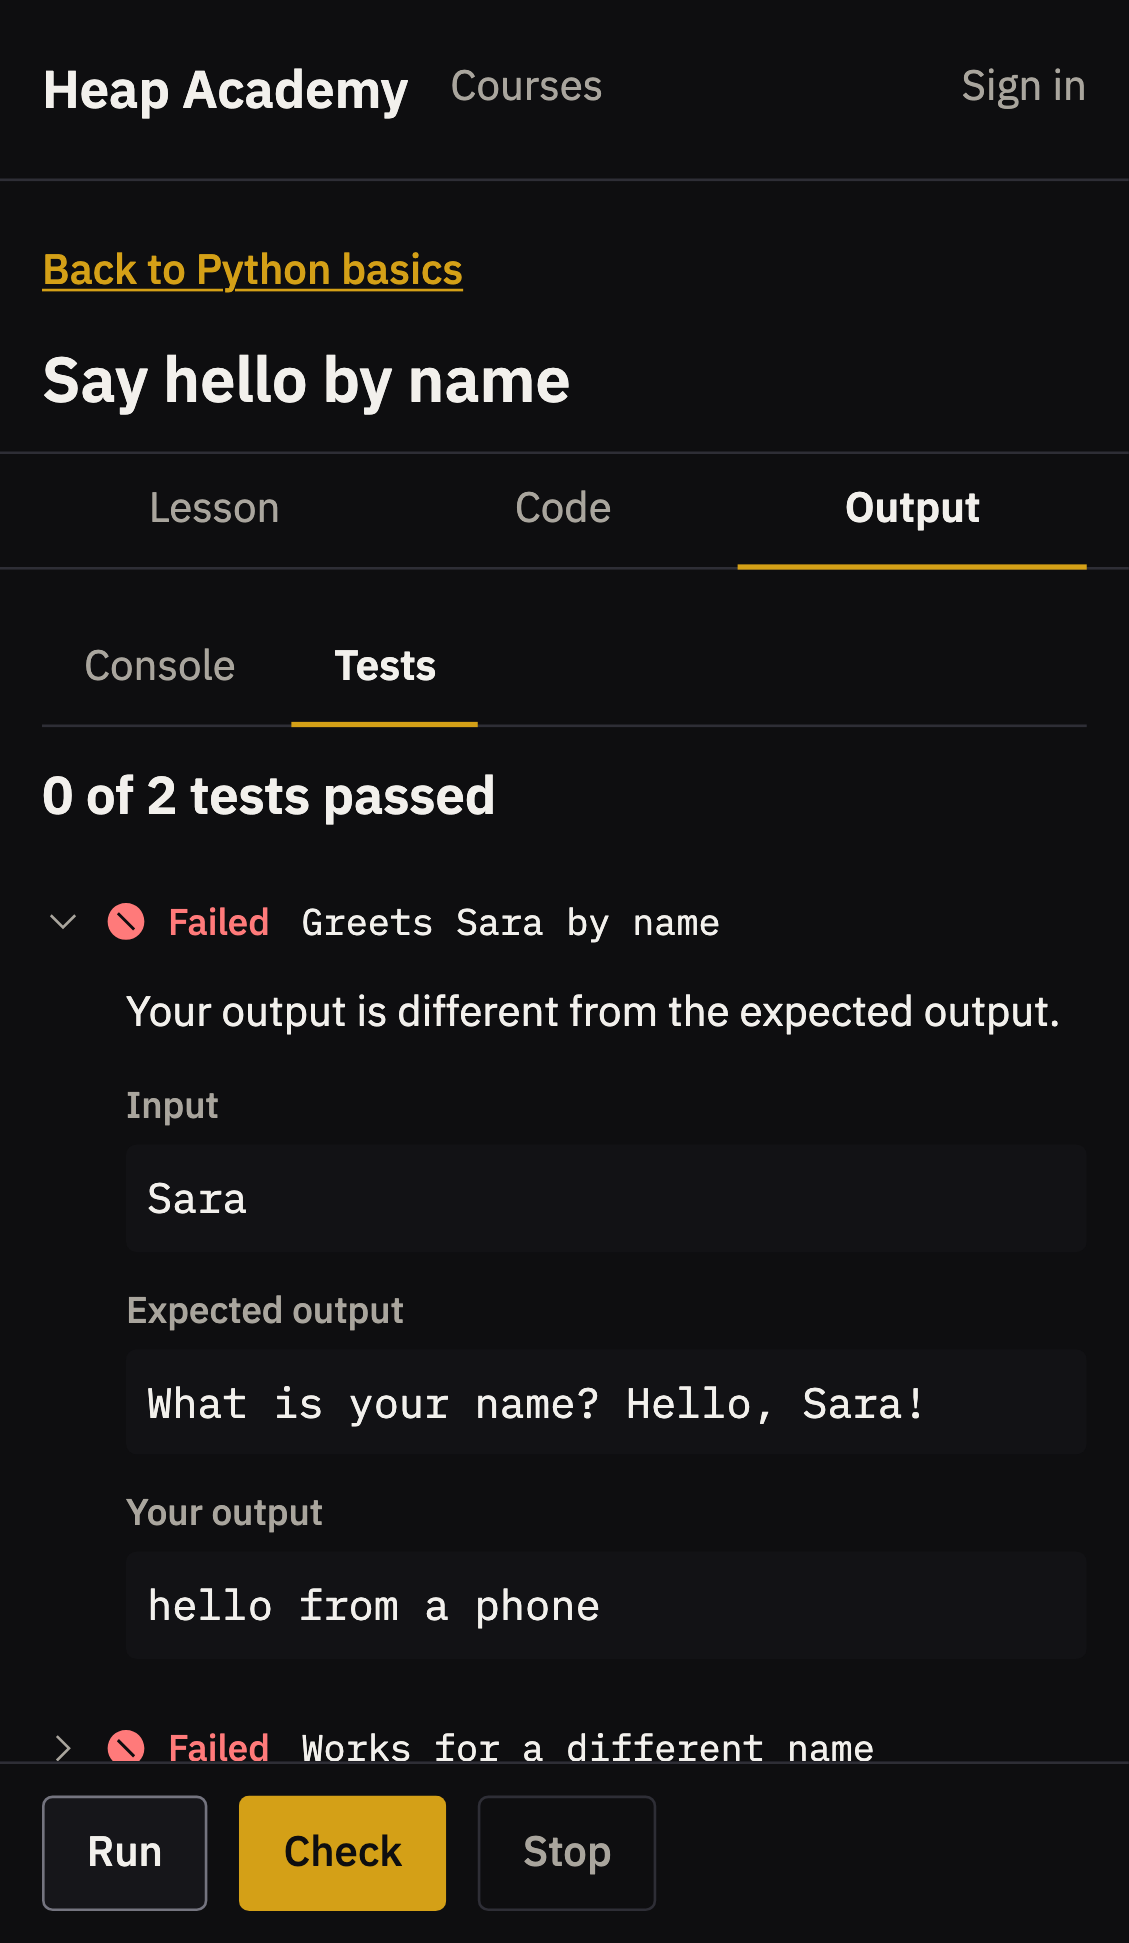 Heap Academy Courses Sign in
Back to Python basics
Say hello by name
Lesson Code Output
Console Tests
0 of 2 tests passed
Failed Greets Sara by name
Your output is different from the expected output.
Input
Sara
Expected output
What is your name? Hello, Sara!
Your output
hello from a phone
Failed Works for a different name
Run Check Stop